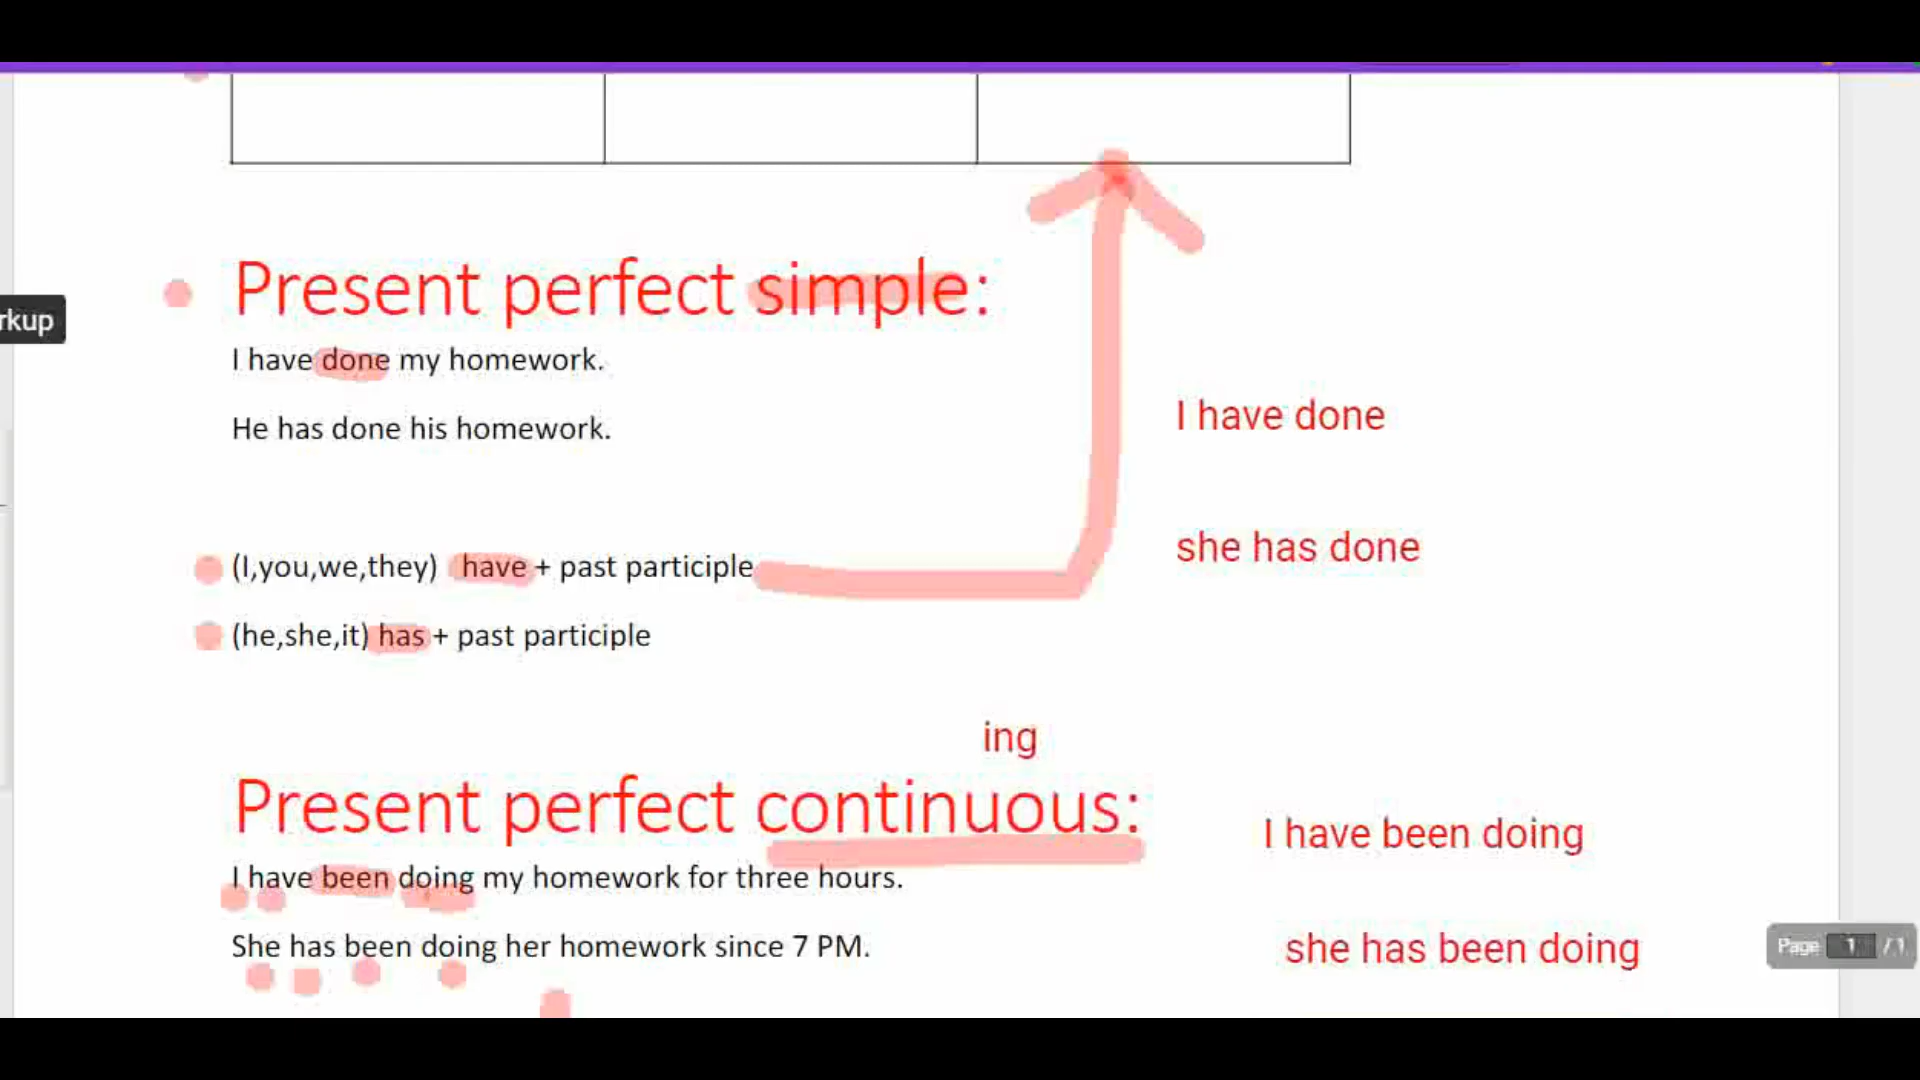 Present perfect simple:
rkup
I have done my homework.
I have done
He has done his homework.
she has done
(I,you,we,they) have + past participle
(he,she,it) has + past participle
ing
Present perfect continuous:
I have been doing
I have been doing my homework for three hours.
She has been doing her homework since 7 PM.
she has been doing
Page 1 / 1